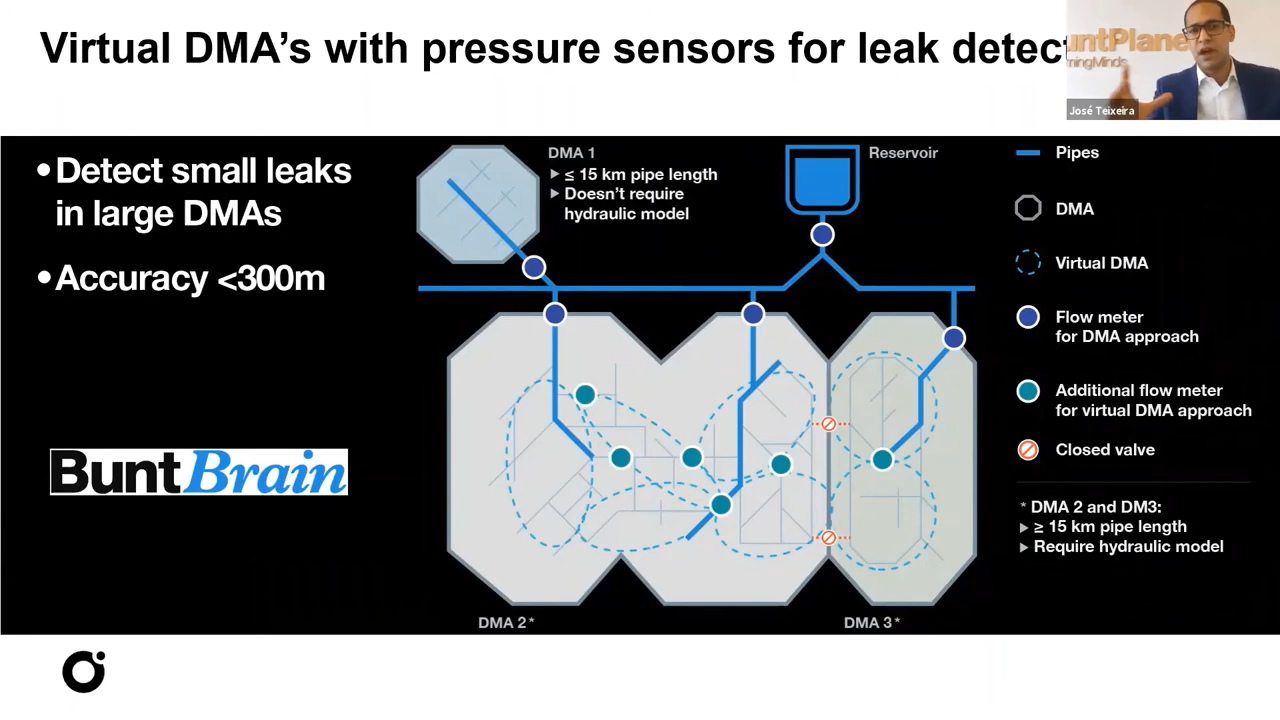 Virtual DMA's with pressure sensors for leak detect
untPlane
ningMinds
José Teixeira
•Detect small leaks
in large DMAs
•Accuracy <300m
BuntBrain
DMA 1
▶ ≤ 15 km pipe length
▶ Doesn't require
hydraulic model
Reservoir
DMA 2*
DMA 3*
Pipes
DMA
Virtual DMA
Flow meter
for DMA approach
Additional flow meter
for virtual DMA approach
Closed valve
* DMA 2 and DM3:
▶ ≥ 15 km pipe length
▶ Require hydraulic model